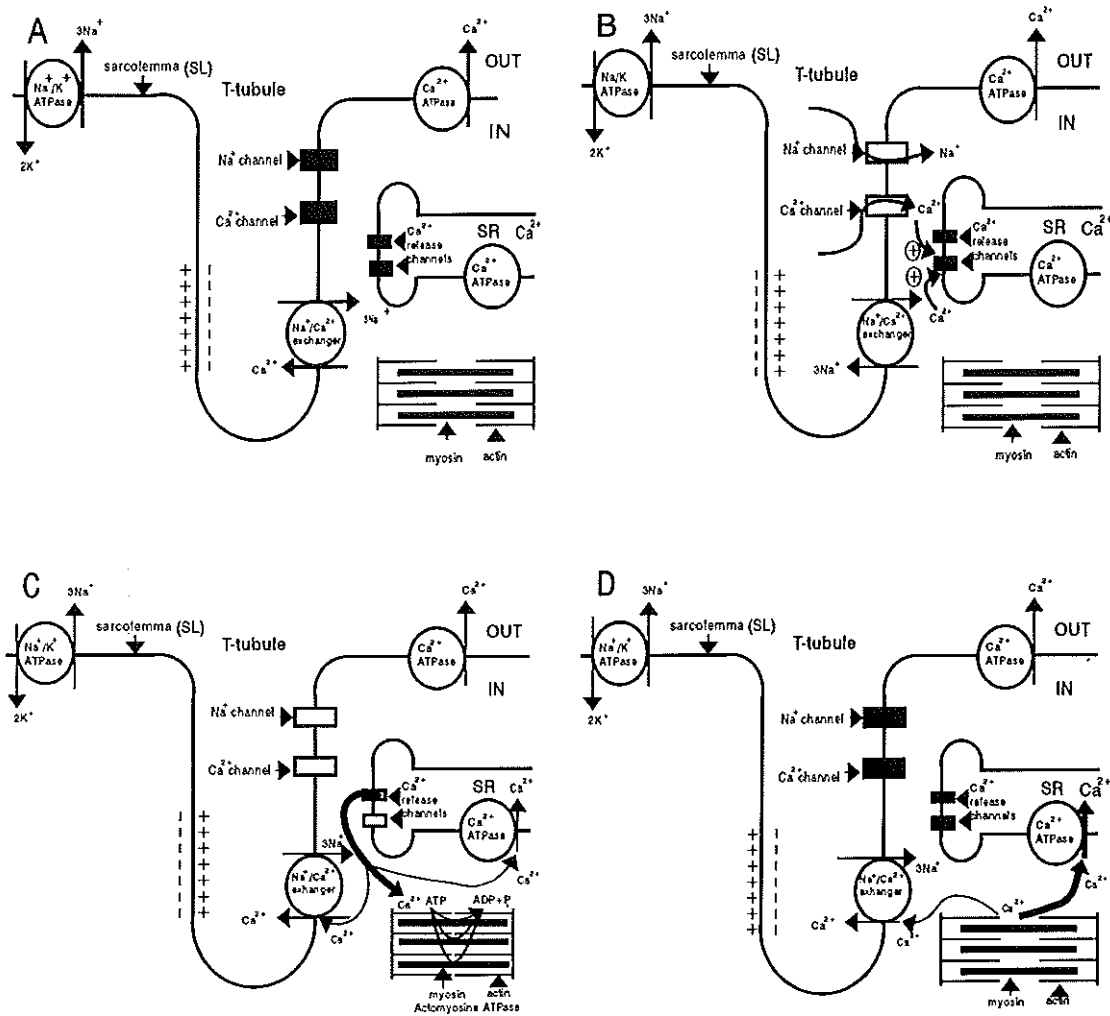 A
3Na⁺
sarcolemma (SL)
T-tubule
Ca²⁺
OUT
IN
Na⁺/K⁺
ATPase
++
2K⁺
Ca²⁺
ATPase
Na⁺ channel
Ca²⁺ channel
Ca²⁺
release
channels
SR
Ca²⁺
Ca²⁺
ATPase
3Na⁺
Na⁺/Ca²⁺
exchanger
Ca²⁺
myosin
actin
B
3Na⁺
sarcolemma (SL)
T-tubule
Ca²⁺
OUT
IN
Na/K
ATPase
2K⁺
Ca²⁺
ATPase
Na⁺ channel
Na⁺
Ca²⁺ channel
Ca²⁺
Ca²⁺
release
channels
SR
Ca²⁺
Ca²⁺
ATPase
Ca²⁺
Na⁺/Ca²⁺
exchanger
3Na⁺
myosin
actin
C
3Na⁺
sarcolemma (SL)
T-tubule
Ca²⁺
OUT
IN
Na⁺/K⁺
ATPase
2K⁺
Ca²⁺
ATPase
Na⁺ channel
Ca²⁺ channel
Ca²⁺
release
channels
SR
Ca²⁺
Ca²⁺
ATPase
Ca²⁺
3Na⁺
Na⁺/Ca²⁺
exhanger
Ca²⁺
Ca²⁺
Ca²⁺
ATP
ADP+Pi
myosin
actin
Actomyosine ATPase
D
3Na⁺
sarcolemma (SL)
T-tubule
Ca²⁺
OUT
IN
Na⁺/K⁺
ATPase
2K⁺
Ca²⁺
ATPase
Na⁺ channel
Ca²⁺ channel
Ca²⁺
release
channels
SR
Ca²⁺
Ca²⁺
ATPase
Ca²⁺
3Na⁺
Na⁺/Ca²⁺
exhanger
Ca²⁺
Ca²⁺
Ca²⁺
myosin
actin